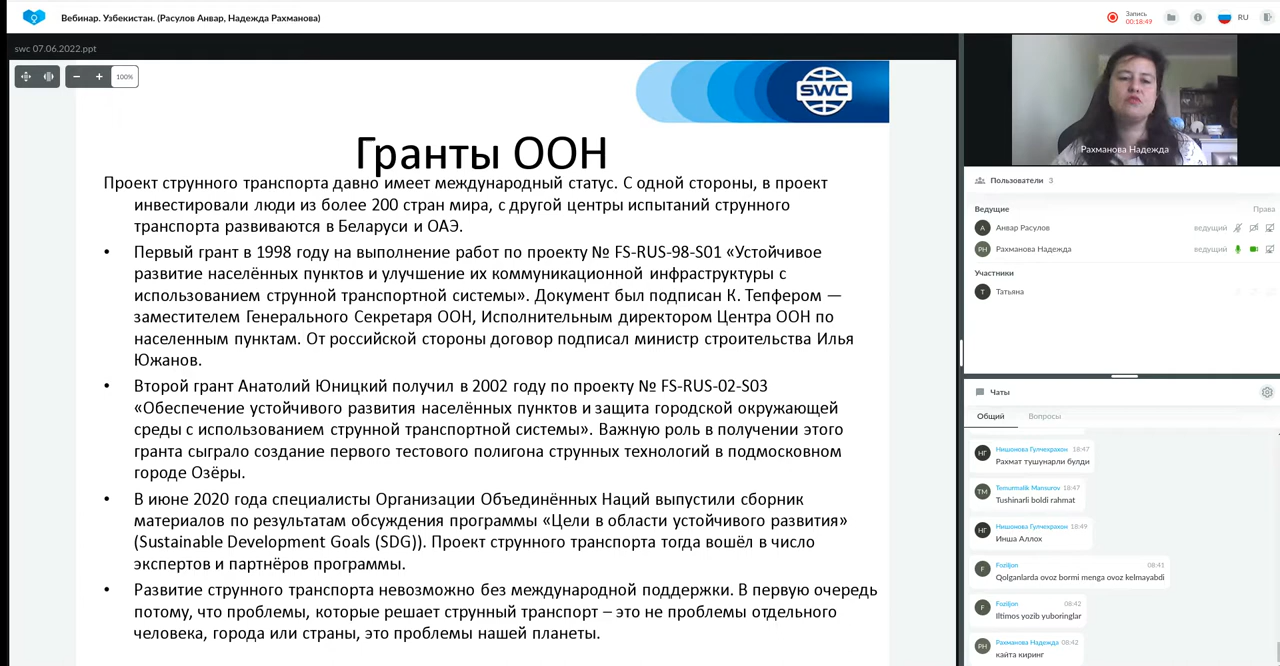 Вебинар. Узбекистан. (Расулов Анвар, Надежда Рахманова)
Запись
00:18:49
RU
swc 07.06.2022.ppt
100%
SWC
Гранты ООН
Проект струнного транспорта давно имеет международный статус. С одной стороны, в проект
инвестировали люди из более 200 стран мира, с другой центры испытаний струнного
транспорта развиваются в Беларуси и ОАЭ.
• Первый грант в 1998 году на выполнение работ по проекту № FS-RUS-98-S01 «Устойчивое
развитие населённых пунктов и улучшение их коммуникационной инфраструктуры с
использованием струнной транспортной системы». Документ был подписан К. Тепфером —
заместителем Генерального Секретаря ООН, Исполнительным директором Центра ООН по
населенным пунктам. От российской стороны договор подписал министр строительства Илья
Южанов.
• Второй грант Анатолий Юницкий получил в 2002 году по проекту № FS-RUS-02-S03
«Обеспечение устойчивого развития населённых пунктов и защита городской окружающей
среды с использованием струнной транспортной системы». Важную роль в получении этого
гранта сыграло создание первого тестового полигона струнных технологий в подмосковном
городе Озёры.
• В июне 2020 года специалисты Организации Объединённых Наций выпустили сборник
материалов по результатам обсуждения программы «Цели в области устойчивого развития»
(Sustainable Development Goals (SDG)). Проект струнного транспорта тогда вошёл в число
экспертов и партнёров программы.
• Развитие струнного транспорта невозможно без международной поддержки. В первую очередь
потому, что проблемы, которые решает струнный транспорт – это не проблемы отдельного
человека, города или страны, это проблемы нашей планеты.
Рахманова Надежда
Пользователи 3
Ведущие Права
А Анвар Расулов ведущий
РН Рахманова Надежда ведущий
Участники
Т Татьяна
Чаты
Общий Вопросы
НГ Нишонова Гулчехрахон 18:47
Рахмат тушунарли булди
TM Temurmalik Mansurov 18:47
Tushinarli boldi rahmat
НГ Нишонова Гулчехрахон 18:49
Инша Аллох
F Foziljon 08:41
Qolganlarda ovoz bormi menga ovoz kelmayabdi
F Foziljon 08:42
Iltimos yozib yuboringlar
РН Рахманова Надежда 08:42
кайта киринг